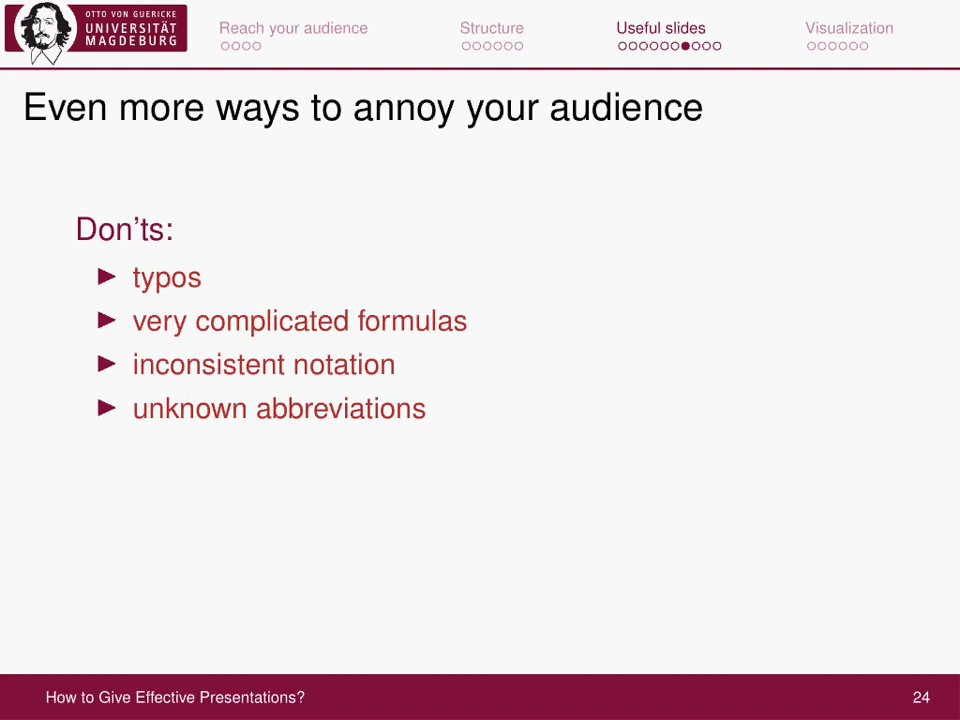 OTTO VON GUERICKE
UNIVERSITÄT
MAGDEBURG
Reach your audience
Structure
Useful slides
Visualization
Even more ways to annoy your audience
Don'ts:
typos
very complicated formulas
inconsistent notation
unknown abbreviations
How to Give Effective Presentations?
24